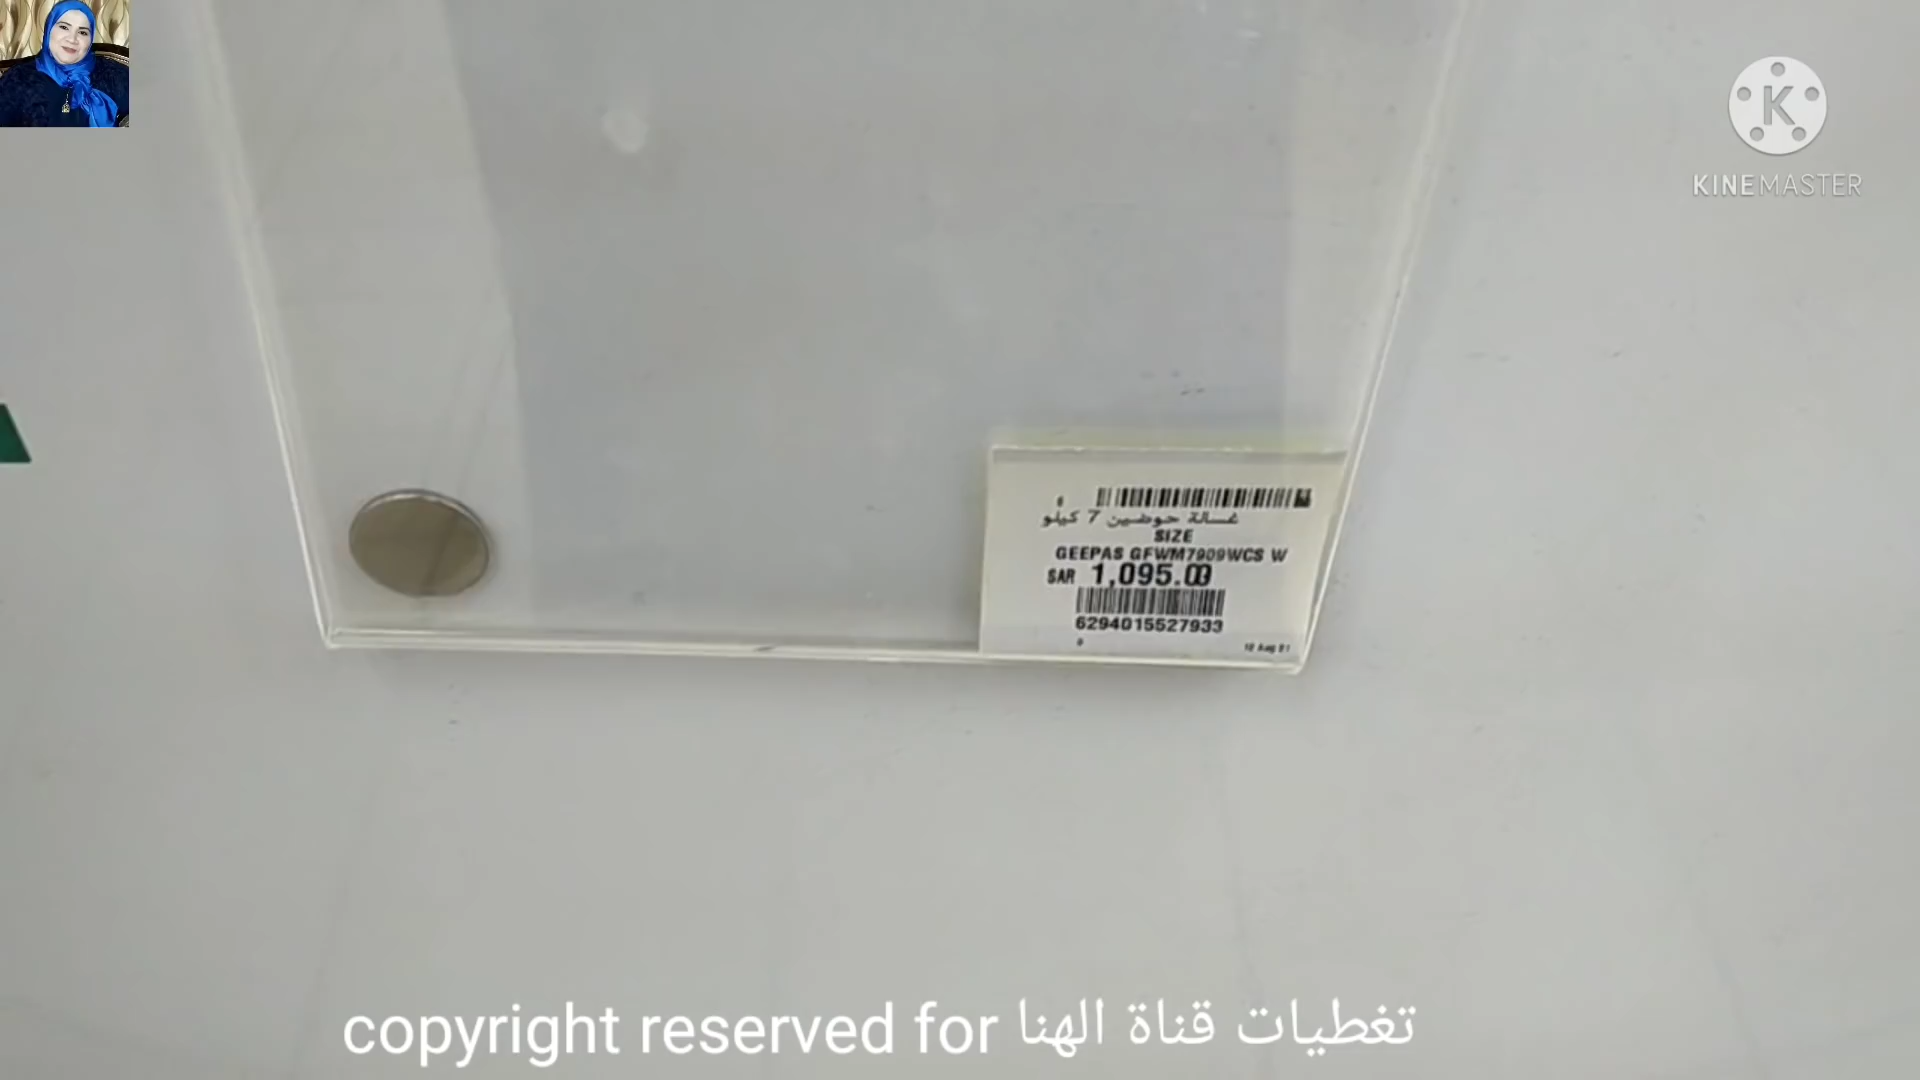 KINEMASTER
غسالة حوضين 7 كيلو
SIZE
GEEPAS GFWM7909WCS W
SAR 1,095.00
6294015527933
copyright reserved for تغطيات قناة الهنا